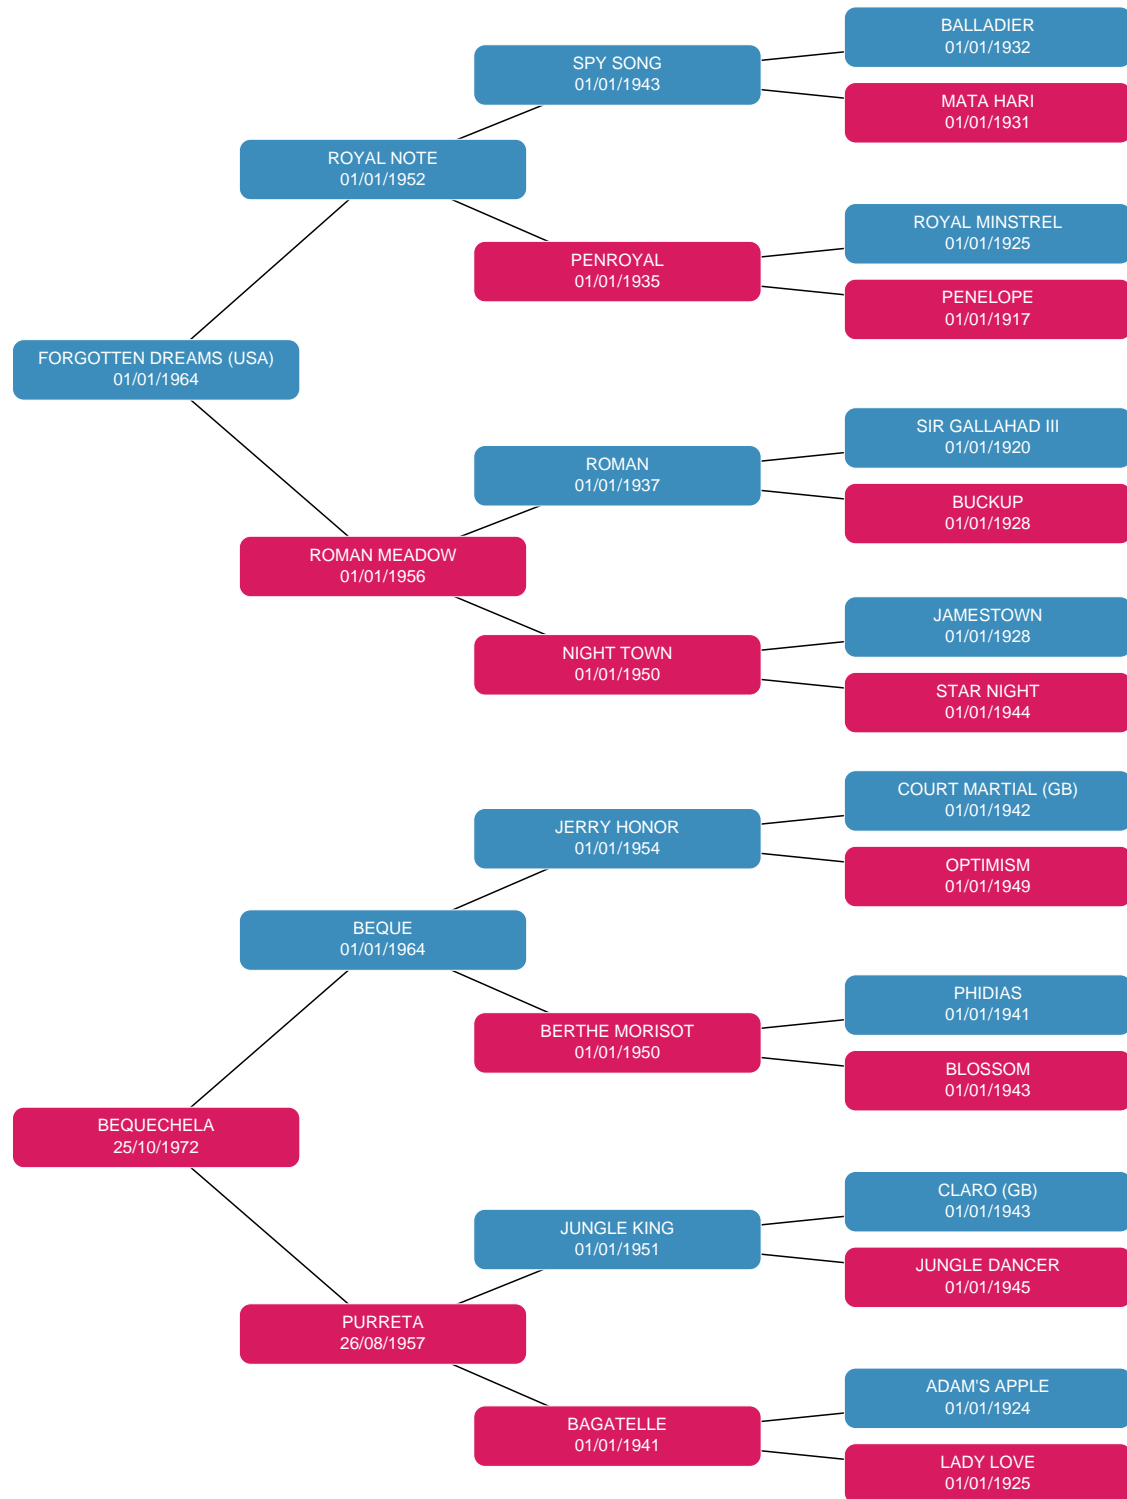 BALLADIER
01/01/1932
SPY SONG
01/01/1943
MATA HARI
01/01/1931
ROYAL NOTE
01/01/1952
ROYAL MINSTREL
01/01/1925
PENROYAL
01/01/1935
PENELOPE
01/01/1917
FORGOTTEN DREAMS (USA)
01/01/1964
SIR GALLAHAD III
01/01/1920
ROMAN
01/01/1937
BUCKUP
01/01/1928
ROMAN MEADOW
01/01/1956
JAMESTOWN
01/01/1928
NIGHT TOWN
01/01/1950
STAR NIGHT
01/01/1944
COURT MARTIAL (GB)
01/01/1942
JERRY HONOR
01/01/1954
OPTIMISM
01/01/1949
BEQUE
01/01/1964
PHIDIAS
01/01/1941
BERTHE MORISOT
01/01/1950
BLOSSOM
01/01/1943
BEQUECHELA
25/10/1972
CLARO (GB)
01/01/1943
JUNGLE KING
01/01/1951
JUNGLE DANCER
01/01/1945
PURRETA
26/08/1957
ADAM'S APPLE
01/01/1924
BAGATELLE
01/01/1941
LADY LOVE
01/01/1925